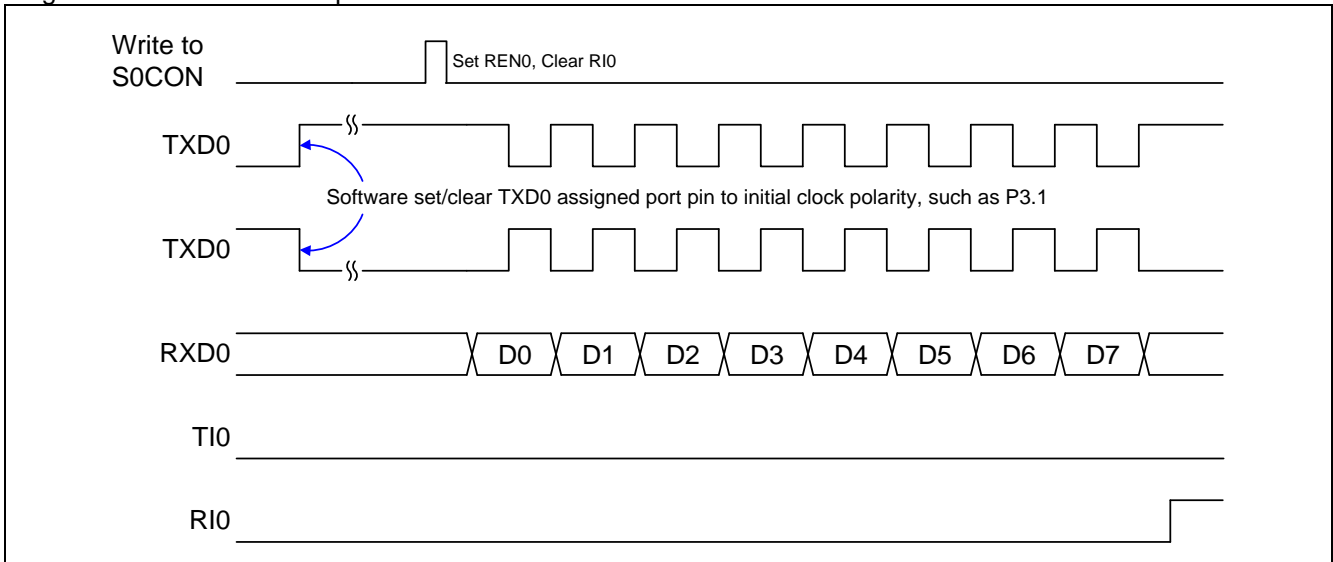 Write to
S0CON
Set REN0, Clear RI0
TXD0
Software set/clear TXD0 assigned port pin to initial clock polarity, such as P3.1
TXD0
RXD0 D0 D1 D2 D3 D4 D5 D6 D7
TI0
RI0